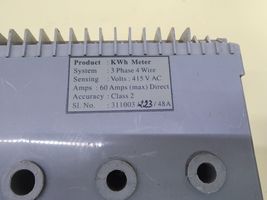 Product : KWh Meter
System : 3 Phase 4 Wire
Sensing : Volts : 415 V AC
Amps : 60 Amps (max) Direct
Accuracy : Class 2
Sl. No. : 311003 423/48A